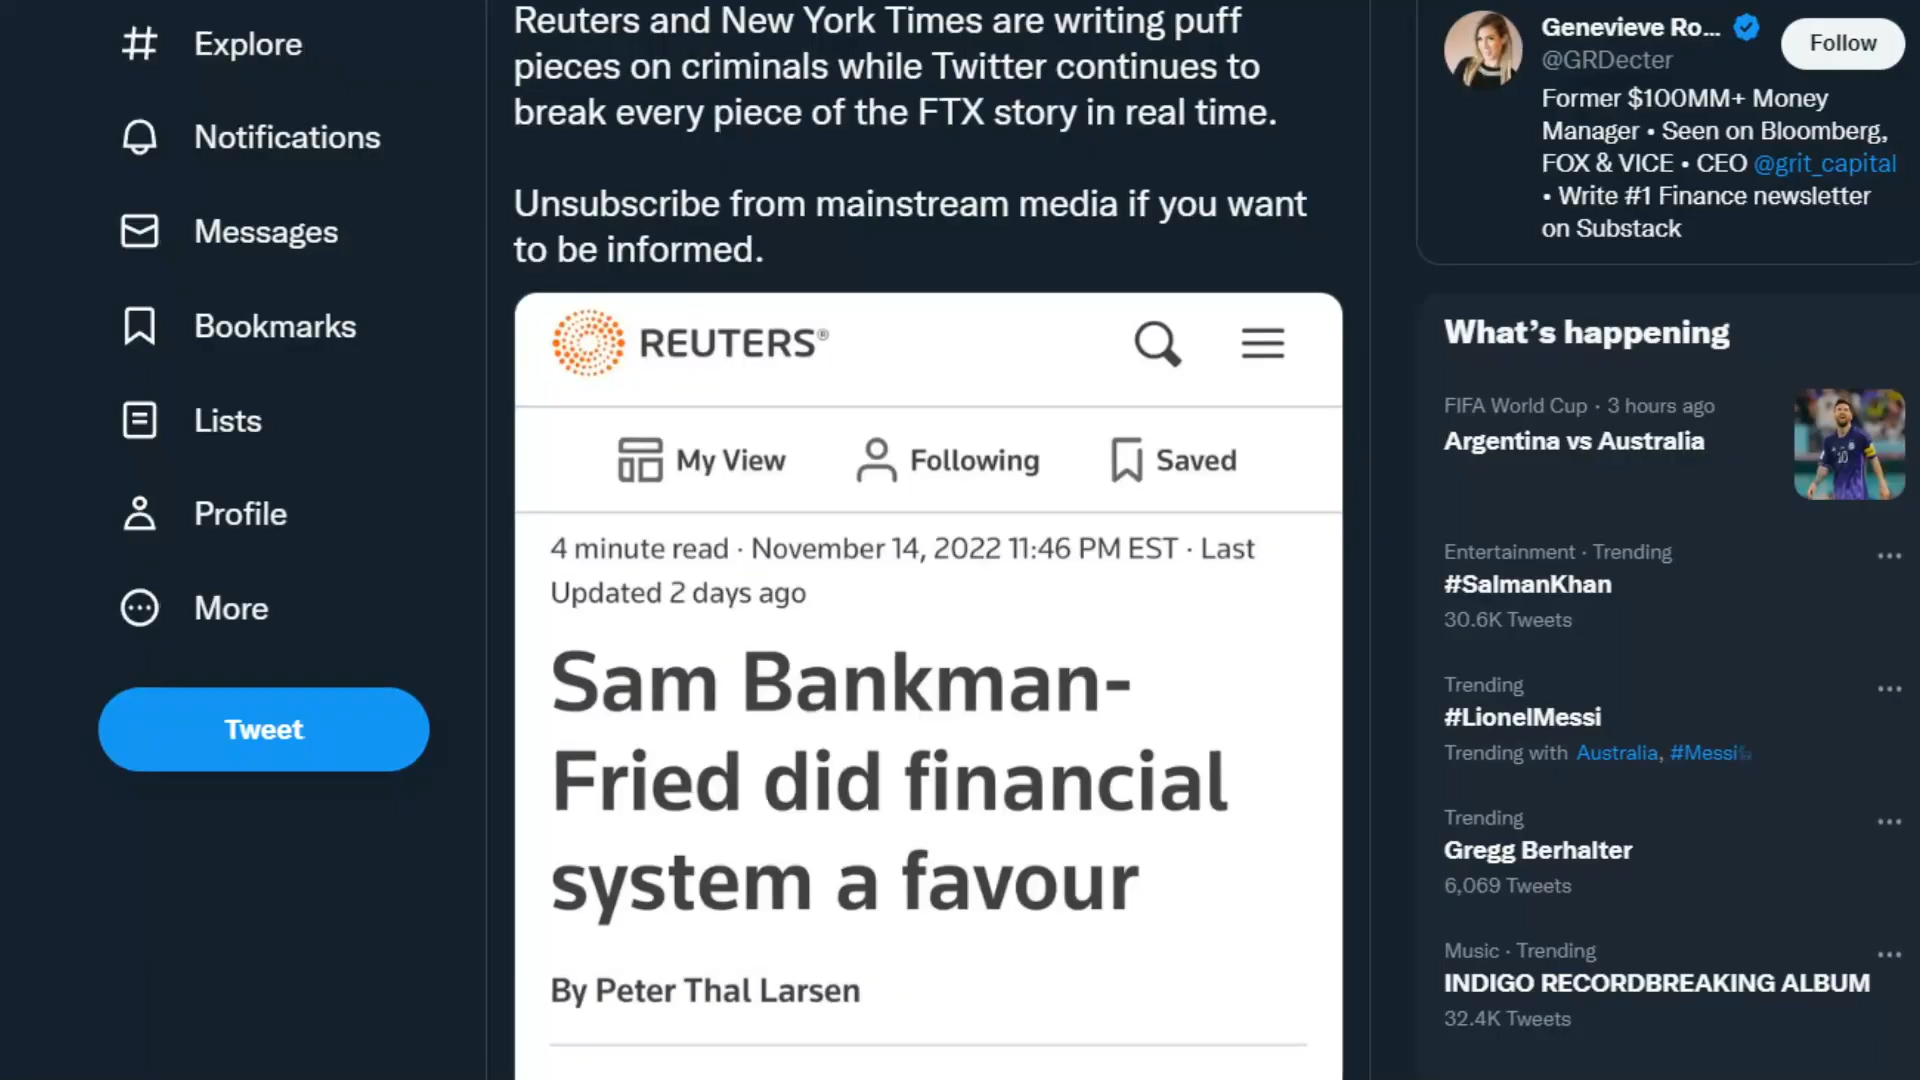 Explore
Notifications
Messages
Bookmarks
Lists
Profile
More
Tweet
Reuters and New York Times are writing puff
pieces on criminals while Twitter continues to
break every piece of the FTX story in real time.
Unsubscribe from mainstream media if you want
to be informed.
REUTERS®
My View
Following
Saved
4 minute read · November 14, 2022 11:46 PM EST · Last
Updated 2 days ago
Sam Bankman-
Fried did financial
system a favour
By Peter Thal Larsen
Genevieve Ro...
@GRDecter
Follow
Former $100MM+ Money
Manager • Seen on Bloomberg,
FOX & VICE • CEO @grit_capital
• Write #1 Finance newsletter
on Substack
What's happening
FIFA World Cup · 3 hours ago
Argentina vs Australia
Entertainment · Trending
#SalmanKhan
30.6K Tweets
Trending
#LionelMessi
Trending with Australia, #Messi
Trending
Gregg Berhalter
6,069 Tweets
Music · Trending
INDIGO RECORDBREAKING ALBUM
32.4K Tweets